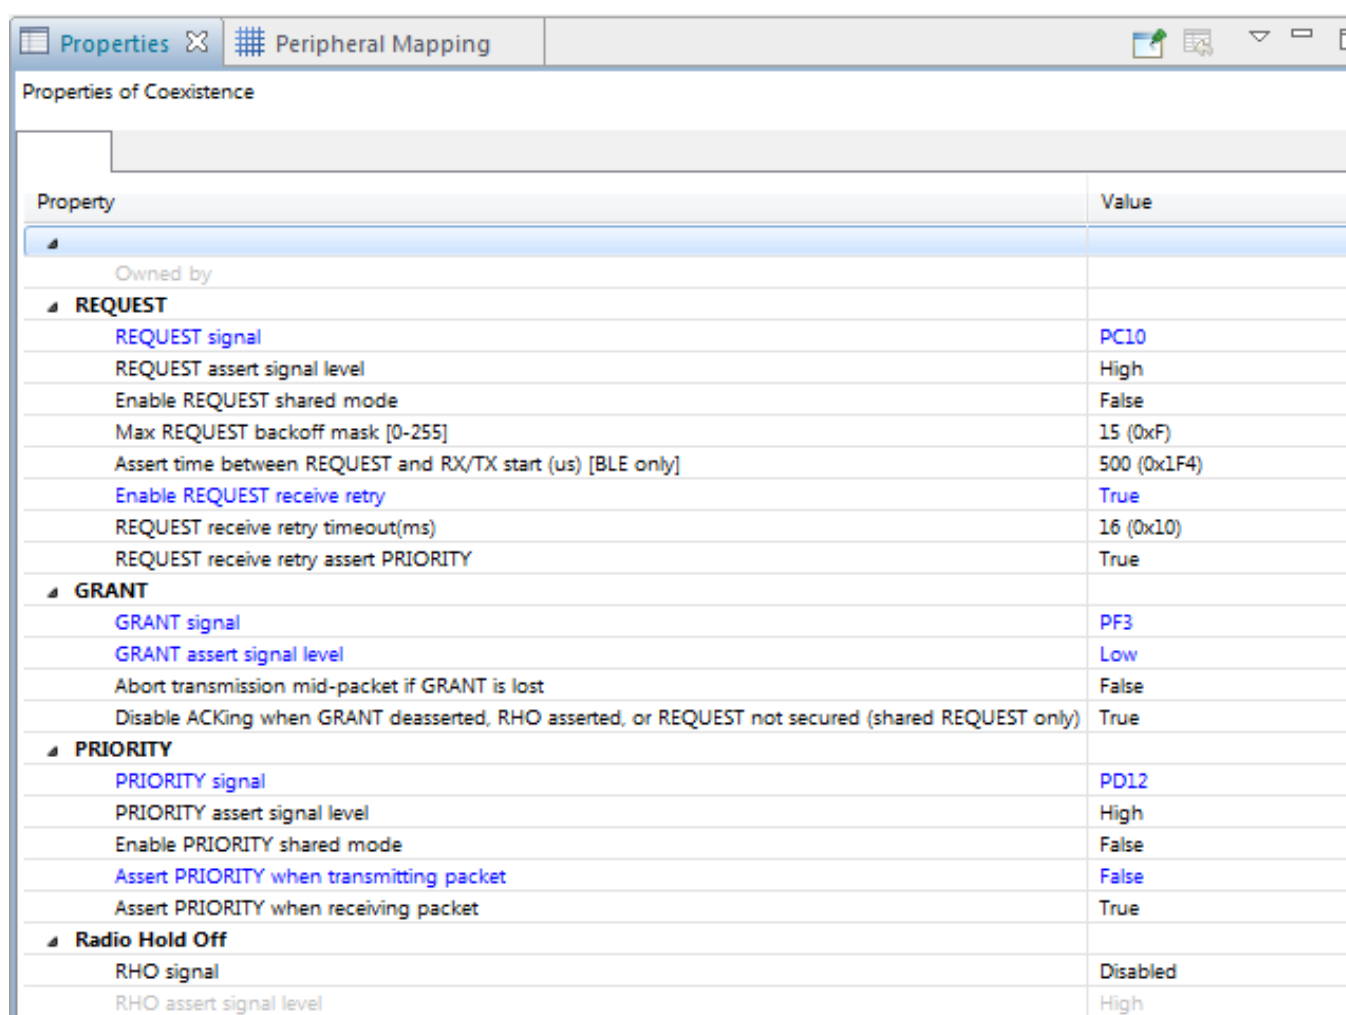 Properties Peripheral Mapping
Properties of Coexistence
Property Value
Owned by
REQUEST
REQUEST signal PC10
REQUEST assert signal level High
Enable REQUEST shared mode False
Max REQUEST backoff mask [0-255] 15 (0xF)
Assert time between REQUEST and RX/TX start (us) [BLE only] 500 (0x1F4)
Enable REQUEST receive retry True
REQUEST receive retry timeout(ms) 16 (0x10)
REQUEST receive retry assert PRIORITY True
GRANT
GRANT signal PF3
GRANT assert signal level Low
Abort transmission mid-packet if GRANT is lost False
Disable ACKing when GRANT deasserted, RHO asserted, or REQUEST not secured (shared REQUEST only) True
PRIORITY
PRIORITY signal PD12
PRIORITY assert signal level High
Enable PRIORITY shared mode False
Assert PRIORITY when transmitting packet False
Assert PRIORITY when receiving packet True
Radio Hold Off
RHO signal Disabled
RHO assert signal level High